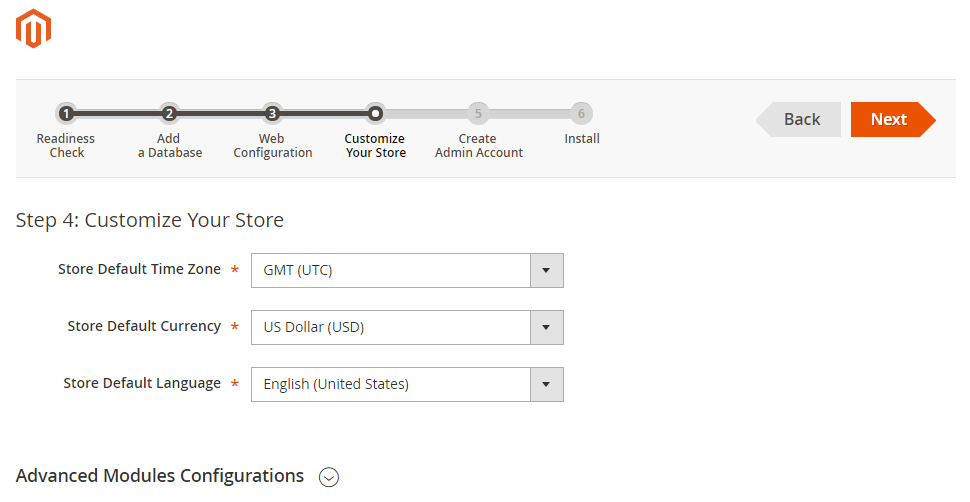 1 2 3 5 6
Readiness Check
Add a Database
Web Configuration
Customize Your Store
Create Admin Account
Install
Back
Next
Step 4: Customize Your Store
Store Default Time Zone * GMT (UTC)
Store Default Currency * US Dollar (USD)
Store Default Language * English (United States)
Advanced Modules Configurations